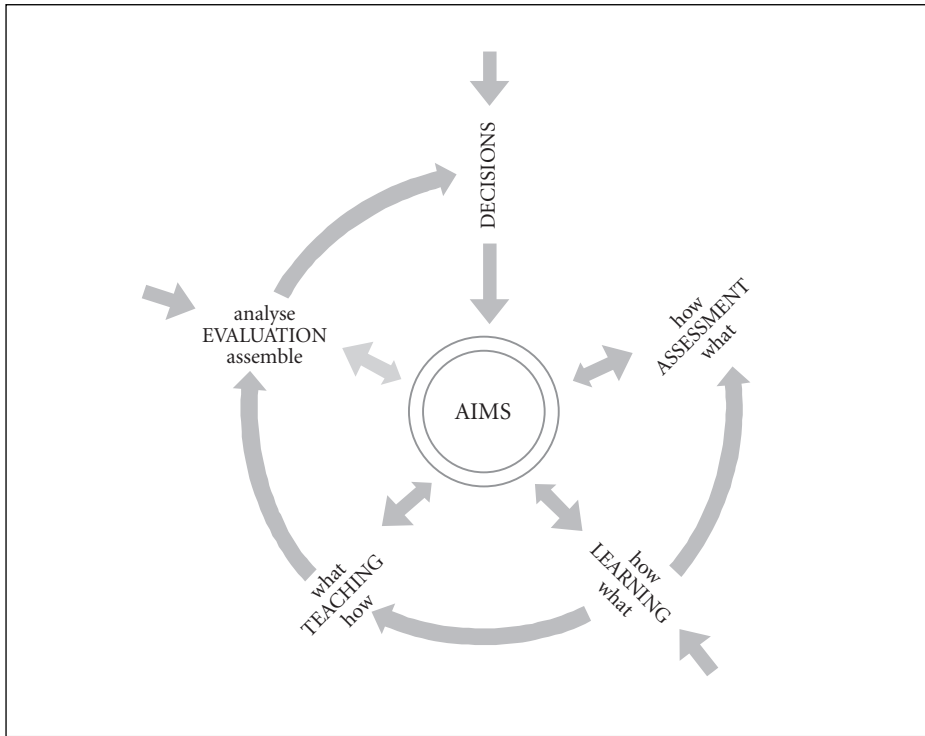 DECISIONS
how
ASSESSMENT
what
analyse
EVALUATION
assemble
AIMS
how
LEARNING
what
what
TEACHING
how